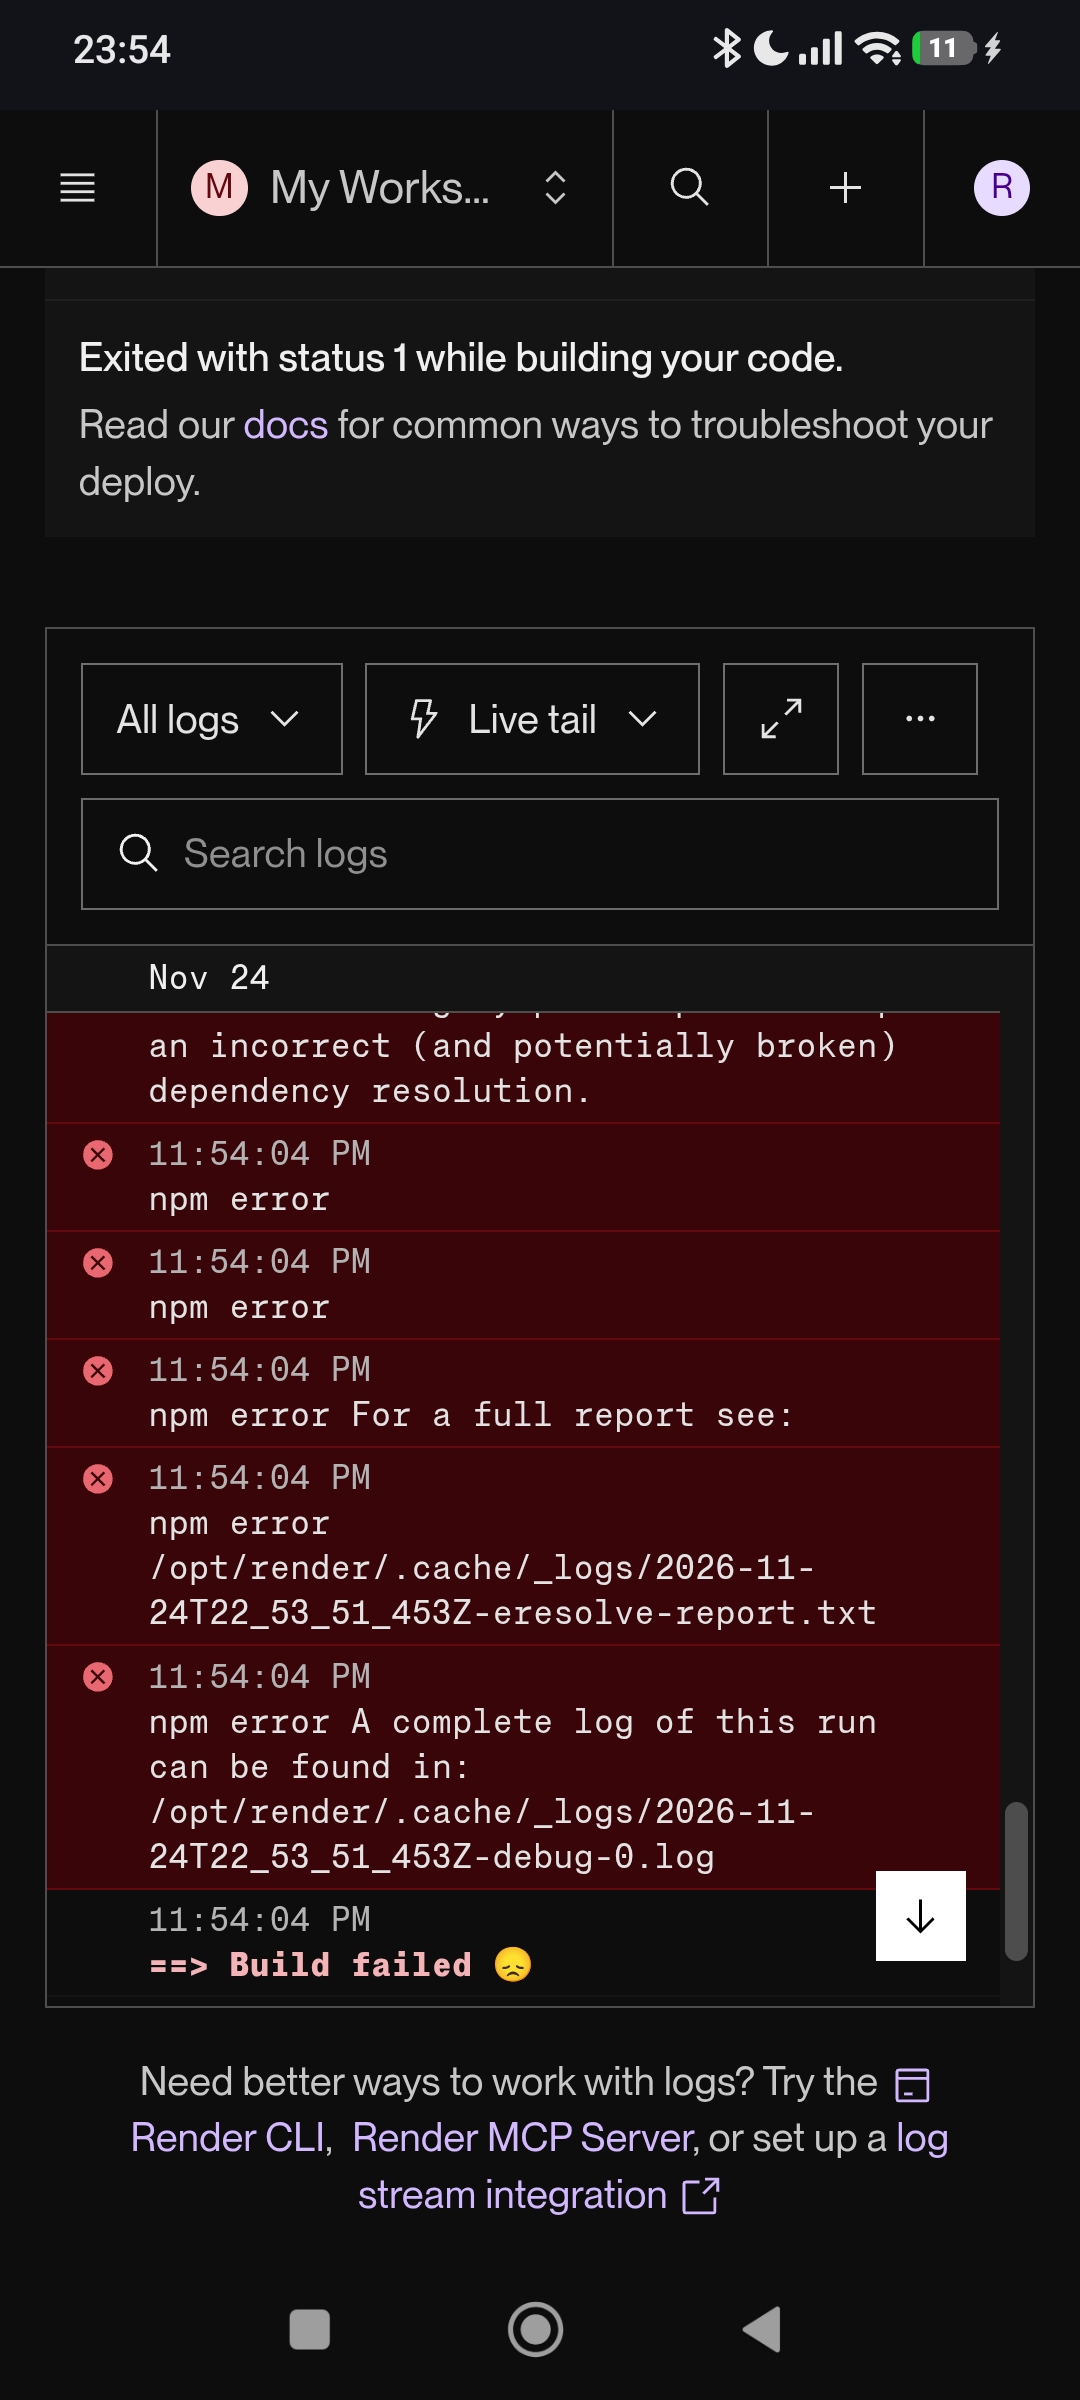 23:54
11
M My Works...
R
Exited with status 1 while building your code.
Read our docs for common ways to troubleshoot your
deploy.
All logs
Live tail
...
Search logs
Nov 24
an incorrect (and potentially broken)
dependency resolution.
11:54:04 PM
npm error
11:54:04 PM
npm error
11:54:04 PM
npm error For a full report see:
11:54:04 PM
npm error
/opt/render/.cache/_logs/2026-11-
24T22_53_51_453Z-eresolve-report.txt
11:54:04 PM
npm error A complete log of this run
can be found in:
/opt/render/.cache/_logs/2026-11-
24T22_53_51_453Z-debug-0.log
11:54:04 PM
==> Build failed 😞
Need better ways to work with logs? Try the
Render CLI, Render MCP Server, or set up a log
stream integration